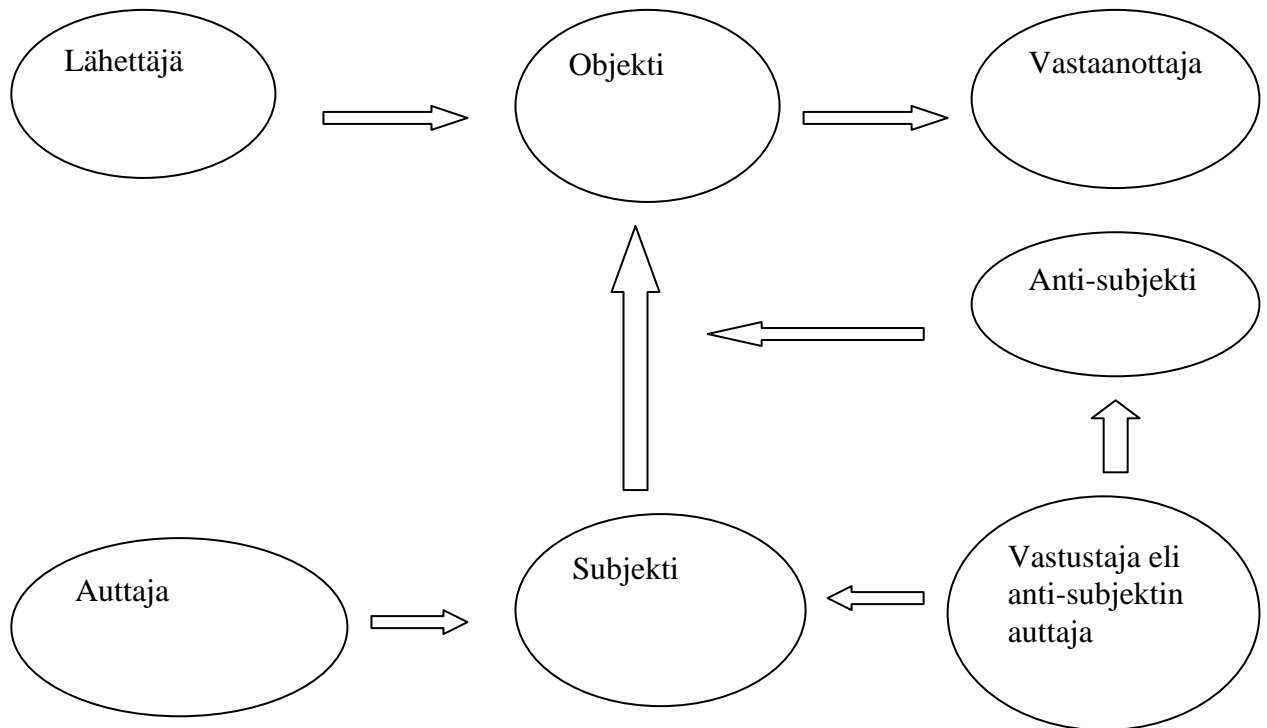 Lähettäjä
Objekti
Vastaanottaja
Anti-subjekti
Auttaja
Subjekti
Vastustaja eli
anti-subjektin
auttaja